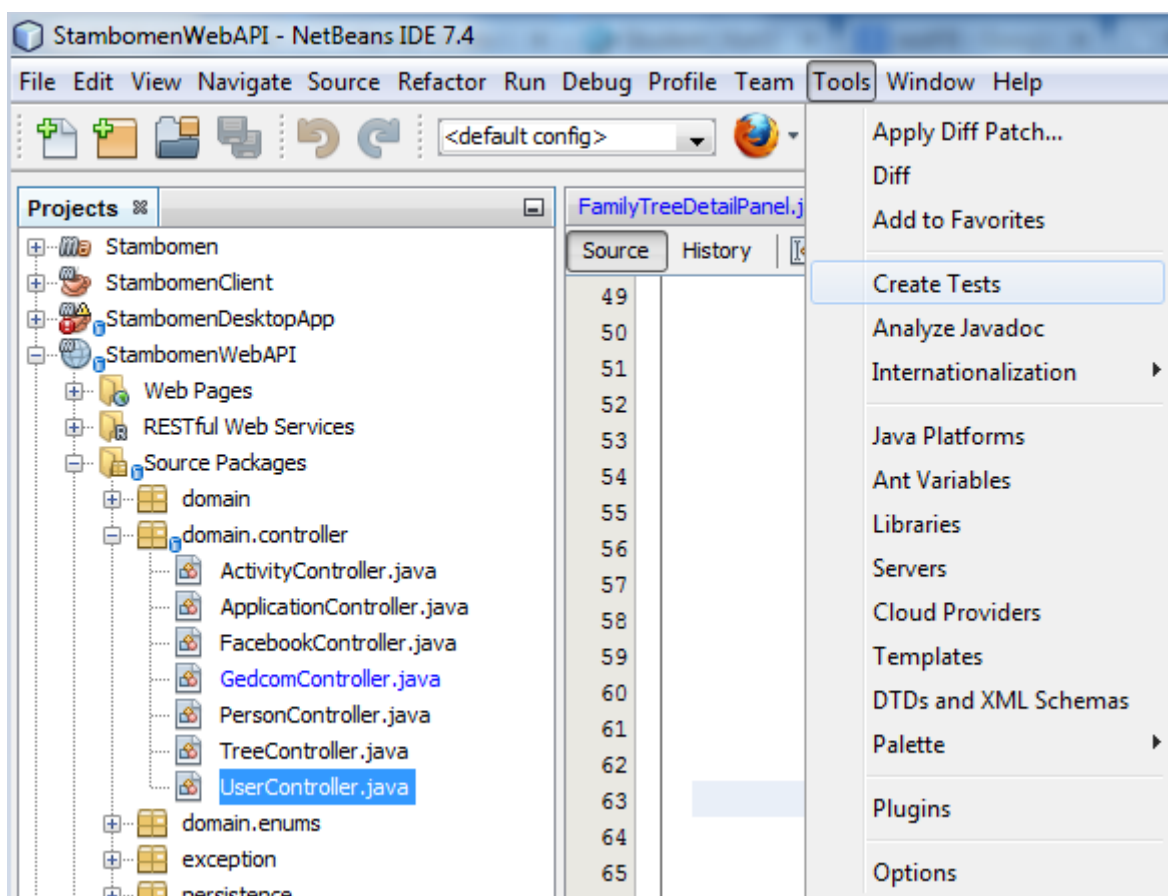 StambomenWebAPI - NetBeans IDE 7.4
File Edit View Navigate Source Refactor Run Debug Profile Team Tools Window Help
<default config>
Projects
Stambomen
StambomenClient
StambomenDesktopApp
StambomenWebAPI
Web Pages
RESTful Web Services
Source Packages
domain
domain.controller
ActivityController.java
ApplicationController.java
FacebookController.java
GedcomController.java
PersonController.java
TreeController.java
UserController.java
domain.enums
exception
persistence
FamilyTreeDetailPanel.j
Source History
49
50
51
52
53
54
55
56
57
58
59
60
61
62
63
64
65
Apply Diff Patch...
Diff
Add to Favorites
Create Tests
Analyze Javadoc
Internationalization
Java Platforms
Ant Variables
Libraries
Servers
Cloud Providers
Templates
DTDs and XML Schemas
Palette
Plugins
Options